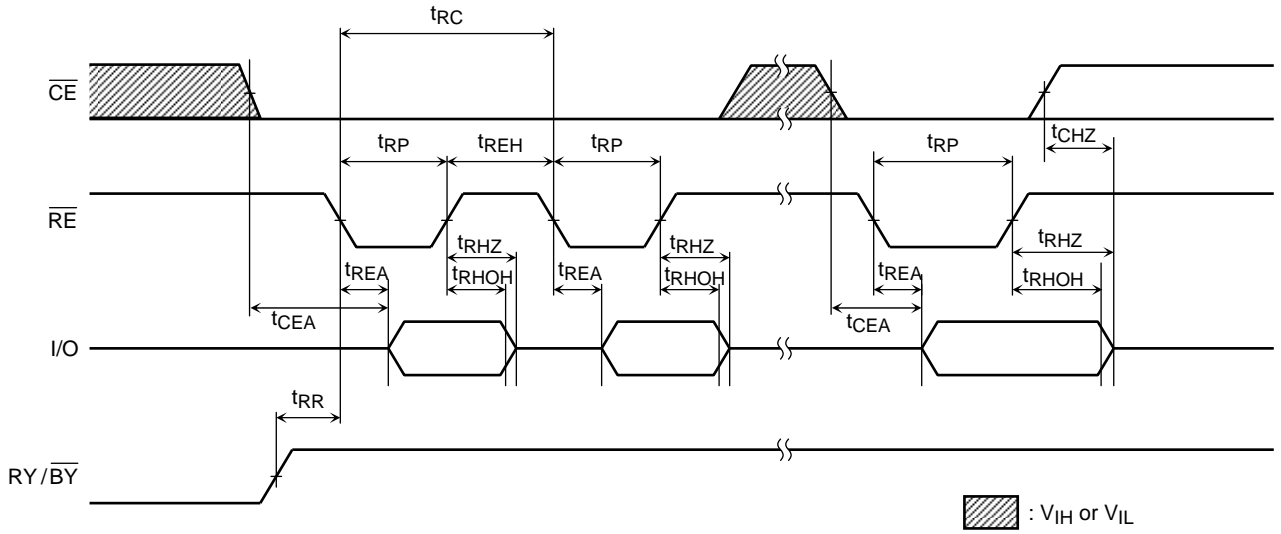 tRC
CE
tCHZ
tRP tREH tRP tRP
RE
tRHZ tRHZ tRHZ
tREA tRHOH tREA tRHOH tREA tRHOH
tCEA tCEA
I/O
tRR
RY/BY
: VIH or VIL